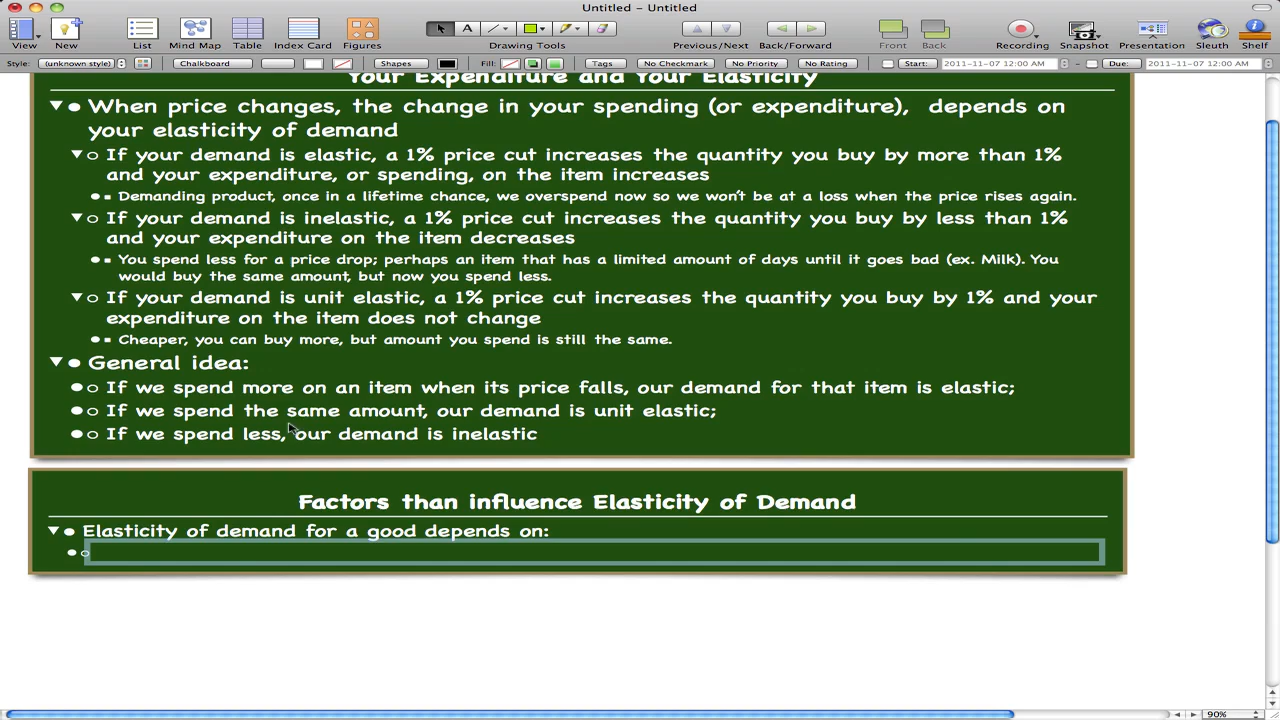 Untitled – Untitled
View New List Mind Map Table Index Card Figures Drawing Tools Previous/Next Back/Forward Front Back Recording Snapshot Presentation Sleuth Shelf
Style: (unknown style) Chalkboard Shapes Fill: Tags No Checkmark No Priority No Rating Start: 2011-11-07 12:00 AM Due: 2011-11-07 12:00 AM
Your Expenditure and Your Elasticity
When price changes, the change in your spending (or expenditure), depends on
your elasticity of demand
If your demand is elastic, a 1% price cut increases the quantity you buy by more than 1%
and your expenditure, or spending, on the item increases
Demanding product, once in a lifetime chance, we overspend now so we won't be at a loss when the price rises again.
If your demand is inelastic, a 1% price cut increases the quantity you buy by less than 1%
and your expenditure on the item decreases
You spend less for a price drop; perhaps an item that has a limited amount of days until it goes bad (ex. Milk). You
would buy the same amount, but now you spend less.
If your demand is unit elastic, a 1% price cut increases the quantity you buy by 1% and your
expenditure on the item does not change
Cheaper, you can buy more, but amount you spend is still the same.
General idea:
If we spend more on an item when its price falls, our demand for that item is elastic;
If we spend the same amount, our demand is unit elastic;
If we spend less, our demand is inelastic
Factors than influence Elasticity of Demand
Elasticity of demand for a good depends on:
90%